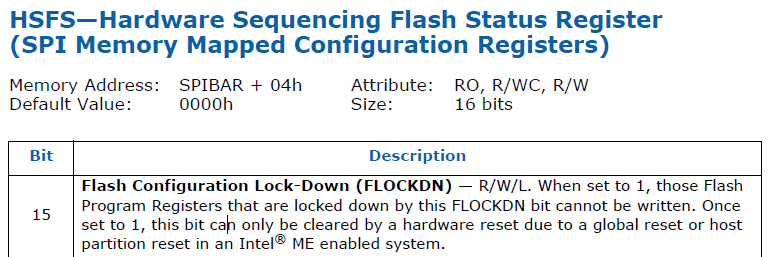 HSFS—Hardware Sequencing Flash Status Register
(SPI Memory Mapped Configuration Registers)
Memory Address: SPIBAR + 04h Attribute: RO, R/WC, R/W
Default Value: 0000h Size: 16 bits
Bit Description
Flash Configuration Lock-Down (FLOCKDN) — R/W/L. When set to 1, those Flash
Program Registers that are locked down by this FLOCKDN bit cannot be written. Once
15
set to 1, this bit can only be cleared by a hardware reset due to a global reset or host
partition reset in an Intel® ME enabled system.